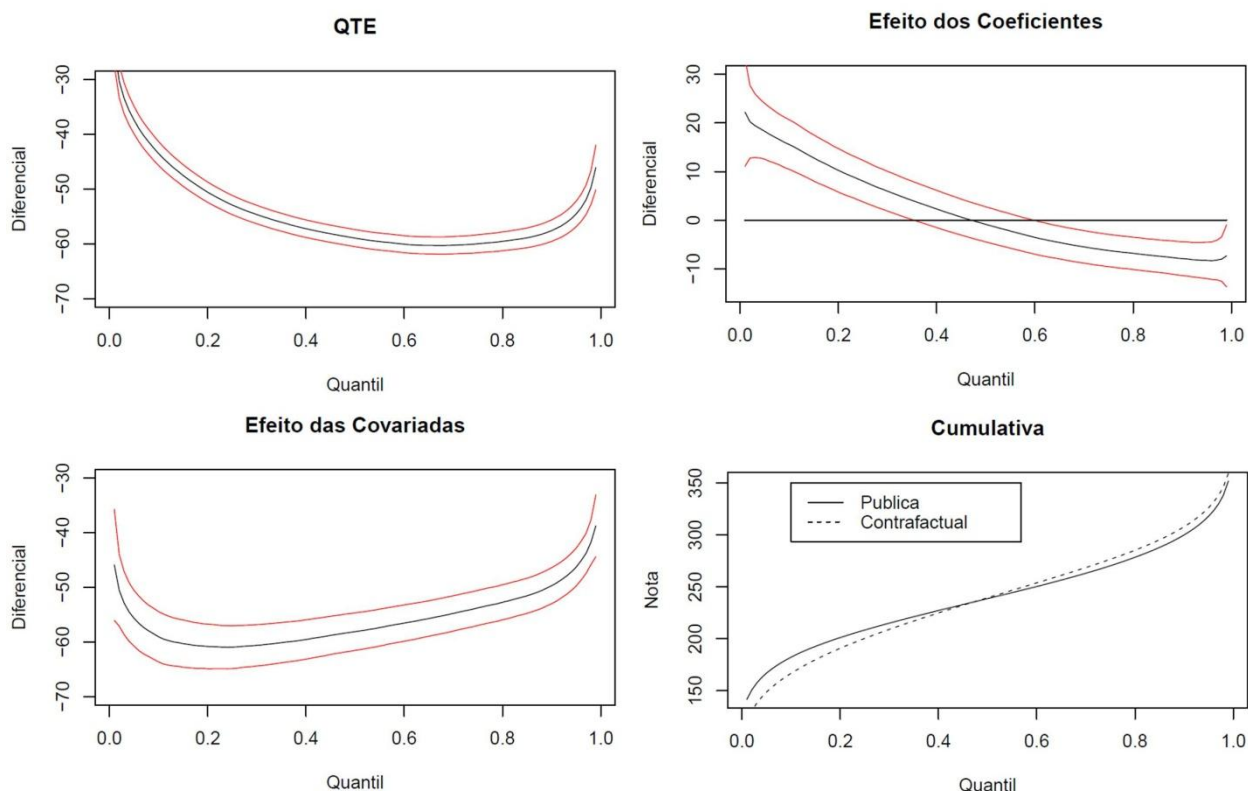 QTE
Diferencial
-30
-40
-50
-60
-70
0.0 0.2 0.4 0.6 0.8 1.0
Quantil
Efeito dos Coeficientes
Diferencial
30
20
10
0
-10
0.0 0.2 0.4 0.6 0.8 1.0
Quantil
Efeito das Covariadas
Diferencial
-30
-40
-50
-60
-70
0.0 0.2 0.4 0.6 0.8 1.0
Quantil
Cumulativa
Nota
350
300
250
200
150
Publica
Contrafactual
0.0 0.2 0.4 0.6 0.8 1.0
Quantil